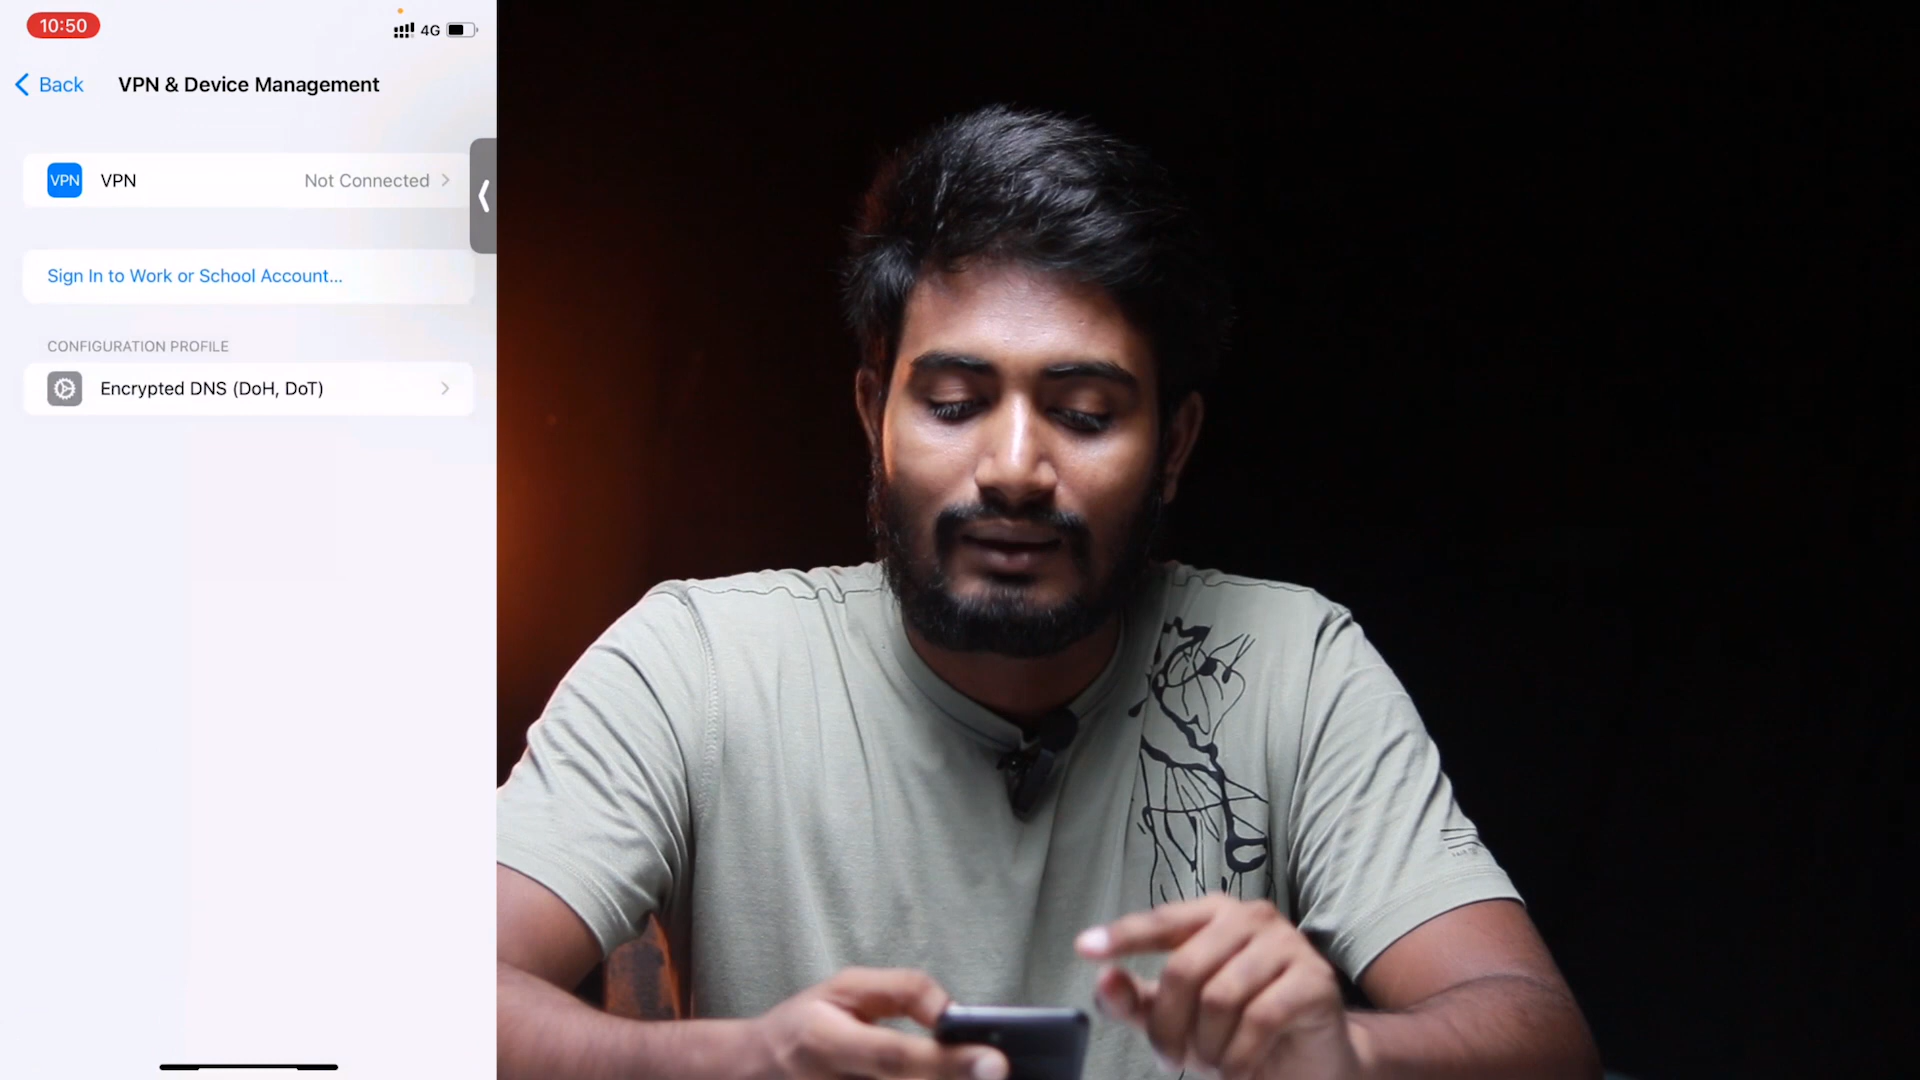 10:50
4G
Back
VPN & Device Management
VPN
VPN
Not Connected
Sign In to Work or School Account...
CONFIGURATION PROFILE
Encrypted DNS (DoH, DoT)